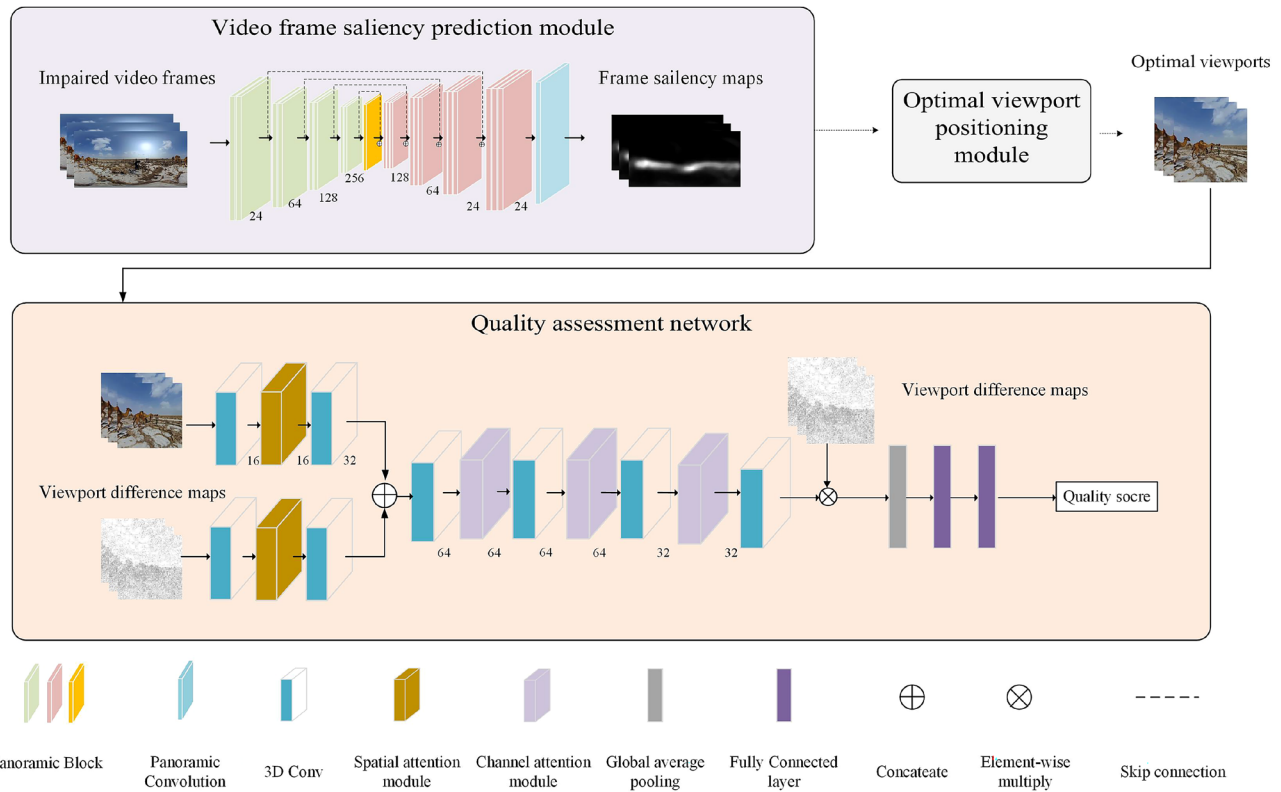 Video frame saliency prediction module
Impaired video frames
Frame sailency maps
24
64
128
256
128
64
24
24
Optimal viewport
positioning
module
Optimal viewports
Quality assessment network
16
16
32
Viewport difference maps
Viewport difference maps
64
64
64
64
32
32
Quality socre
anoramic Block
Panoramic
Convolution
3D Conv
Spatial attention
module
Channel attention
module
Global average
pooling
Fully Connected
layer
Concateate
Element-wise
multiply
Skip connection